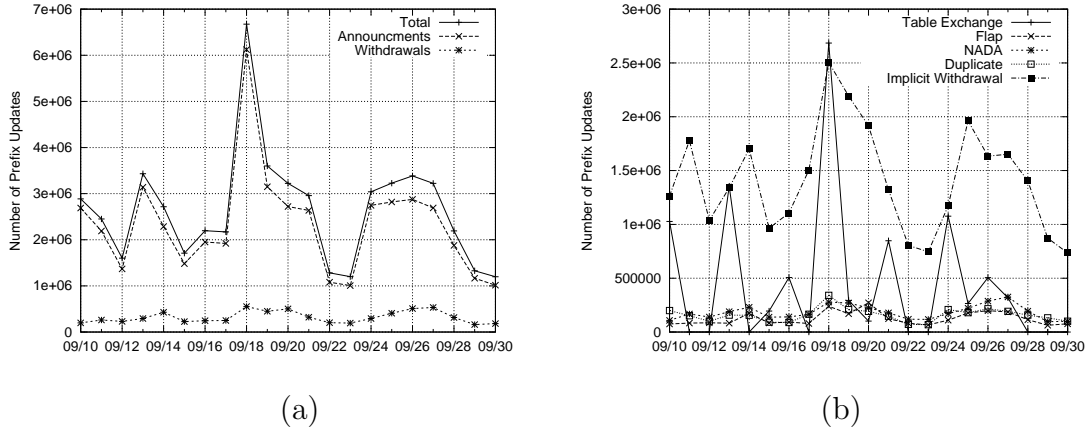 Number of Prefix Updates
7e+06
6e+06
5e+06
4e+06
3e+06
2e+06
1e+06
0
09/10 09/12 09/14 09/16 09/18 09/20 09/22 09/24 09/26 09/28 09/30
Total
Announcments
Withdrawals
(a)
Number of Prefix Updates
3e+06
2.5e+06
2e+06
1.5e+06
1e+06
500000
0
09/10 09/12 09/14 09/16 09/18 09/20 09/22 09/24 09/26 09/28 09/30
Table Exchange
Flap
NADA
Duplicate
Implicit Withdrawal
(b)